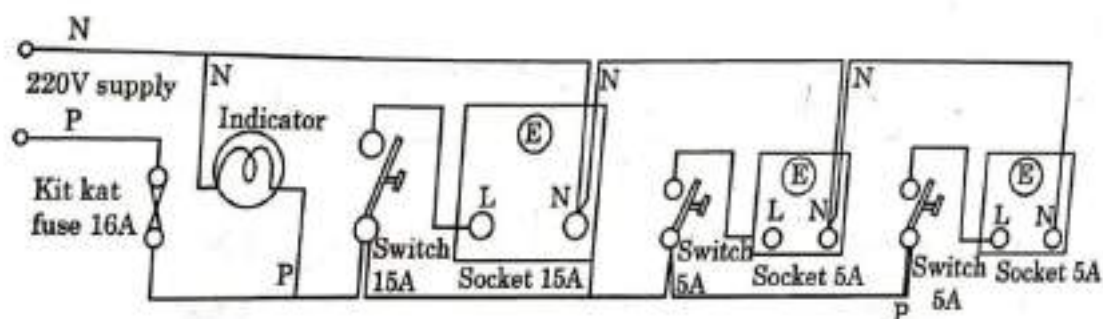 N
220V supply
P
Kit kat
fuse 16A
N
Indicator
P
E
L
N
Switch
15A
Socket 15A
N
E
L
N
Switch
5A
Socket 5A
N
E
L
N
Switch
5A
Socket 5A
P